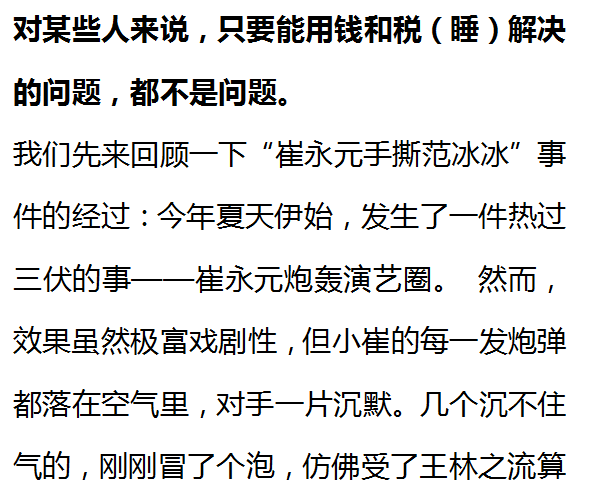 对某些人来说，只要能用钱和税（睡）解决
的问题，都不是问题。
我们先来回顾一下“崔永元手撕范冰冰”事
件的经过：今年夏天伊始，发生了一件热过
三伏的事——崔永元炮轰演艺圈。 然而，
效果虽然极富戏剧性，但小崔的每一发炮弹
都落在空气里，对手一片沉默。几个沉不住
气的，刚刚冒了个泡，仿佛受了王林之流算